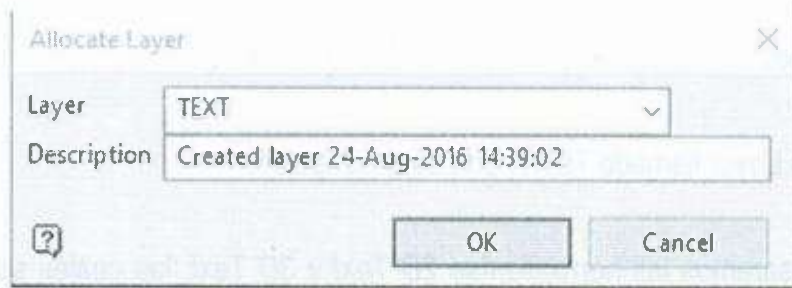 Allocate Layer
Layer TEXT
Description Created layer 24-Aug-2016 14:39:02
OK Cancel